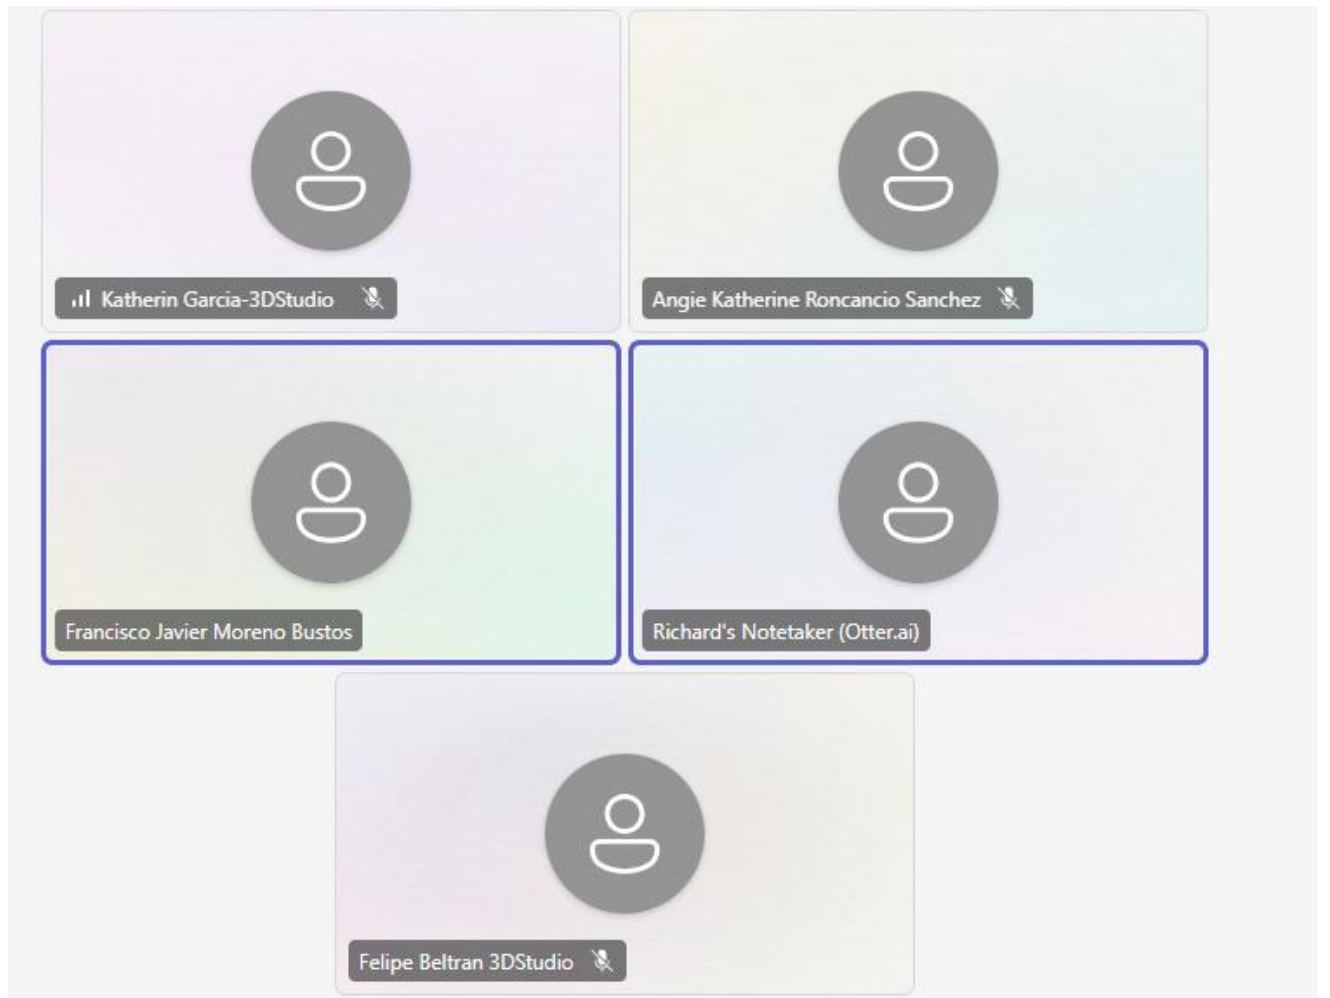 Katherin Garcia-3DStudio
Angie Katherine Roncancio Sanchez
Francisco Javier Moreno Bustos
Richard's Notetaker (Otter.ai)
Felipe Beltran 3DStudio